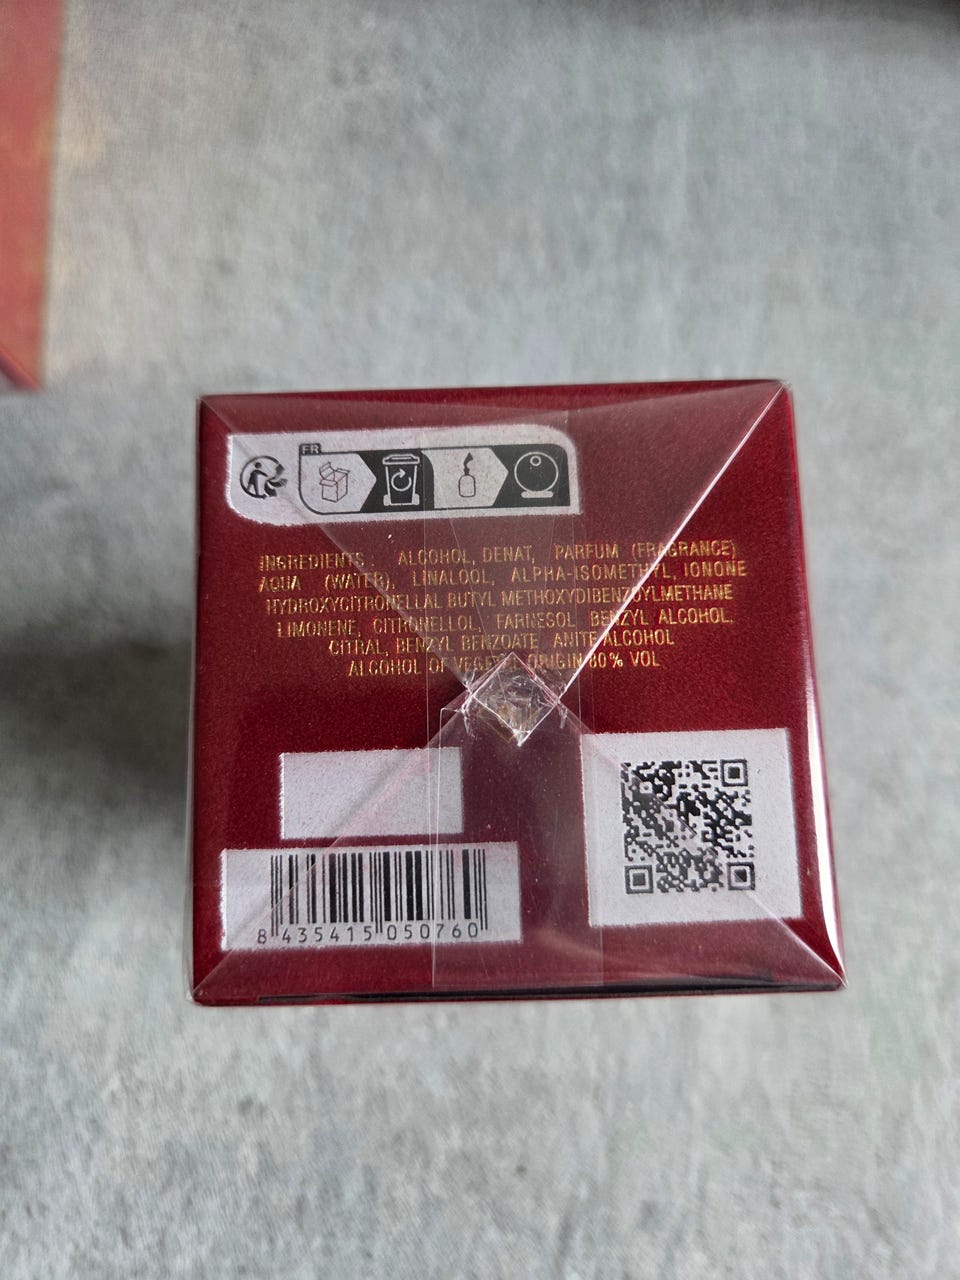 FR
INGREDIENTS: ALCOHOL, DENAT, PARFUM (FRAGRANCE)
AQUA (WATER), LINALOOL, ALPHA-ISOMETHYL, IONONE
HYDROXYCITRONELLAL BUTYL METHOXYDIBENZOYLMETHANE
LIMONENE, CITRONELLOL, FARNESOL BENZYL ALCOHOL.
CITRAL, BENZYL BENZOATE, ANITE ALCOHOL
ALCOHOL OF ORIGIN 80% VOL
8 435415 050760